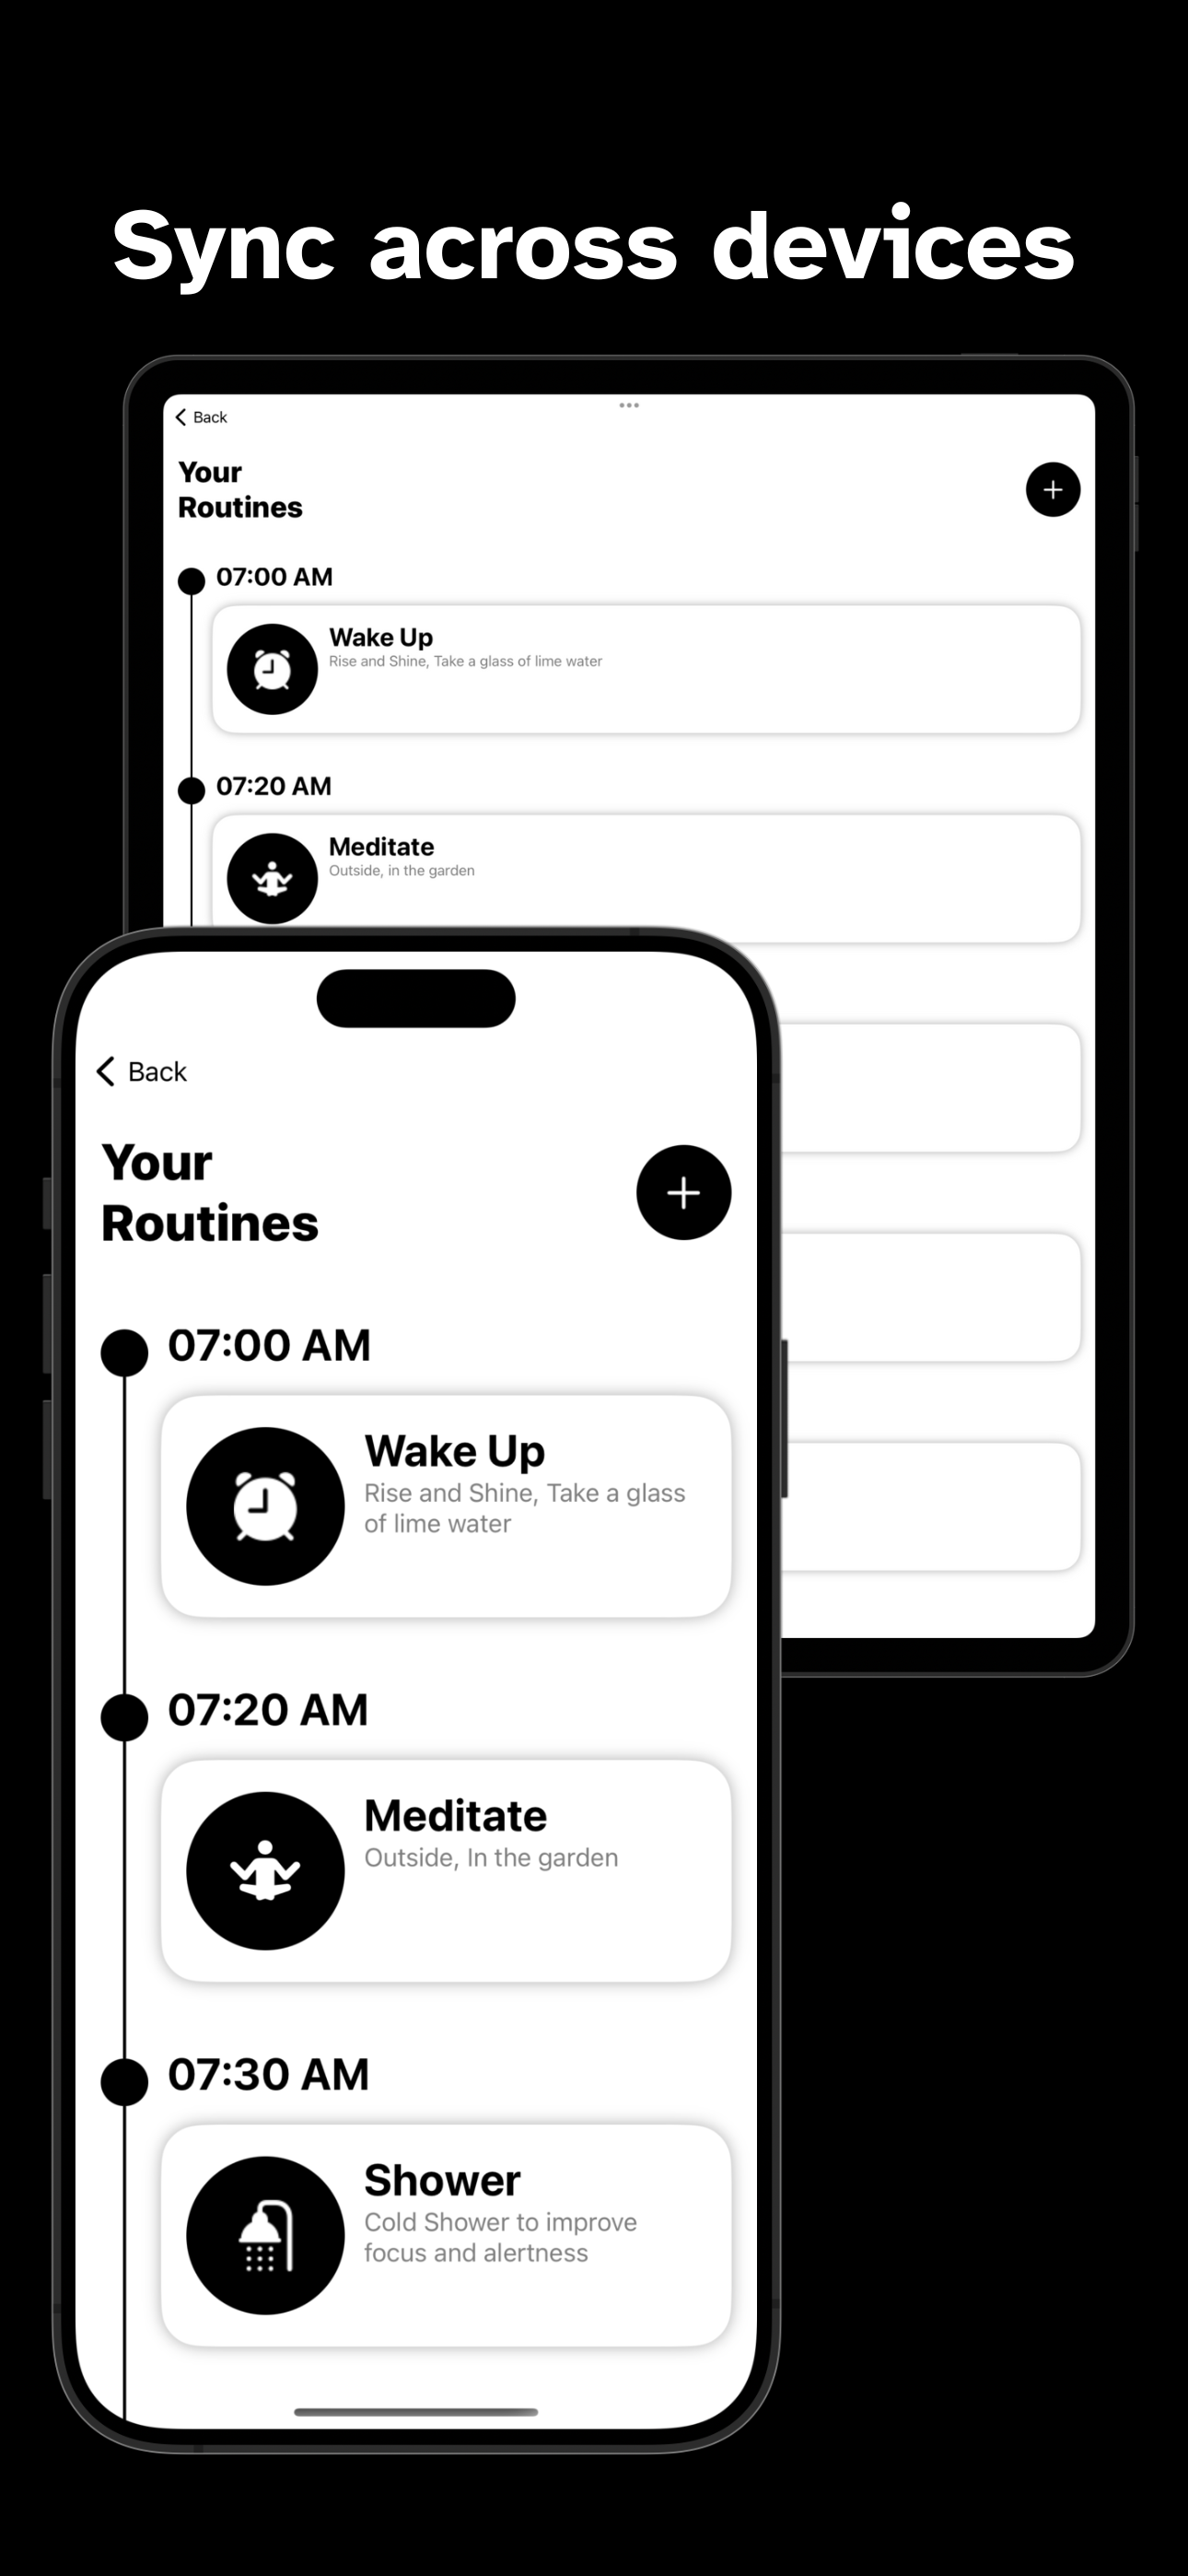 Sync across devices
Back
Your
Routines
07:00 AM
Wake Up
Rise and Shine, Take a glass of lime water
07:20 AM
Meditate
Outside, in the garden
Back
Your
Routines
07:00 AM
Wake Up
Rise and Shine, Take a glass
of lime water
07:20 AM
Meditate
Outside, In the garden
07:30 AM
Shower
Cold Shower to improve
focus and alertness